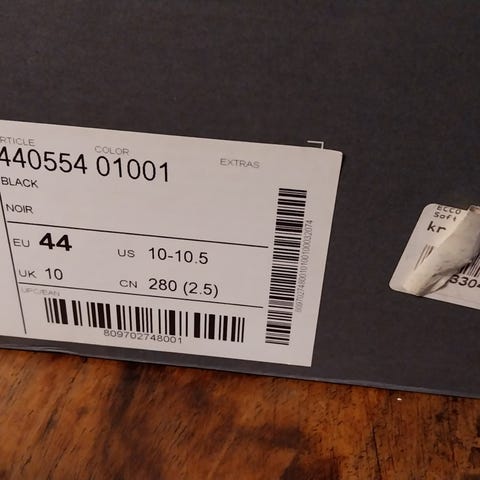 ARTICLE COLOR EXTRAS
440554 01001
BLACK
NOIR
EU 44 US 10-10.5
UK 10 CN 280 (2.5)
UPC/EAN
809702748001
ECCO
Soft
kr